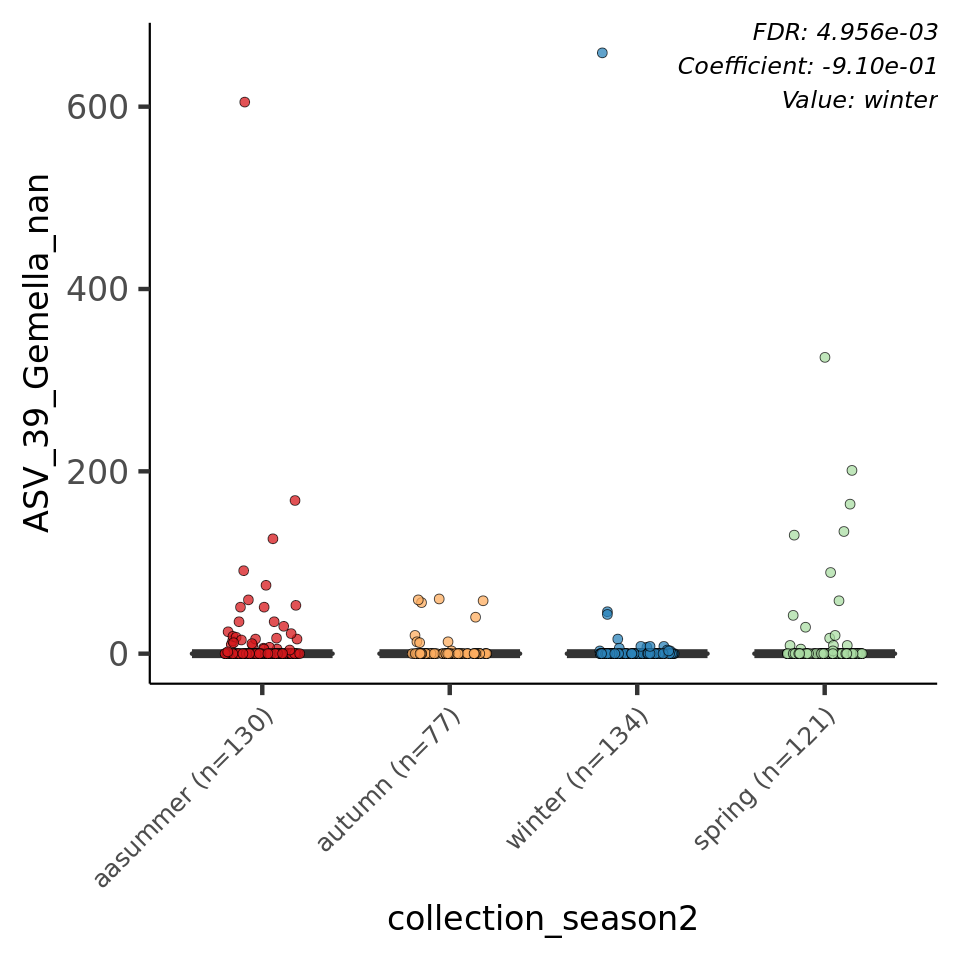 FDR: 4.956e-03
Coefficient: -9.10e-01
Value: winter
ASV_39_Gemella_nan
600
400
200
0
aasummer (n=130)
autumn (n=77)
winter (n=134)
spring (n=121)
collection_season2